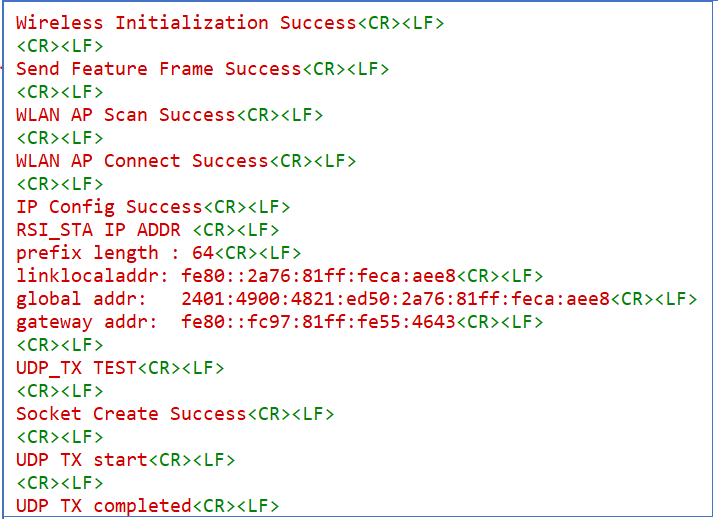 Wireless Initialization Success<CR><LF>
<CR><LF>
Send Feature Frame Success<CR><LF>
<CR><LF>
WLAN AP Scan Success<CR><LF>
<CR><LF>
WLAN AP Connect Success<CR><LF>
<CR><LF>
IP Config Success<CR><LF>
RSI_STA IP ADDR <CR><LF>
prefix length : 64<CR><LF>
linklocaladdr: fe80::2a76:81ff:feca:aee8<CR><LF>
global addr:   2401:4900:4821:ed50:2a76:81ff:feca:aee8<CR><LF>
gateway addr:  fe80::fc97:81ff:fe55:4643<CR><LF>
<CR><LF>
UDP_TX TEST<CR><LF>
<CR><LF>
Socket Create Success<CR><LF>
<CR><LF>
UDP TX start<CR><LF>
<CR><LF>
UDP TX completed<CR><LF>